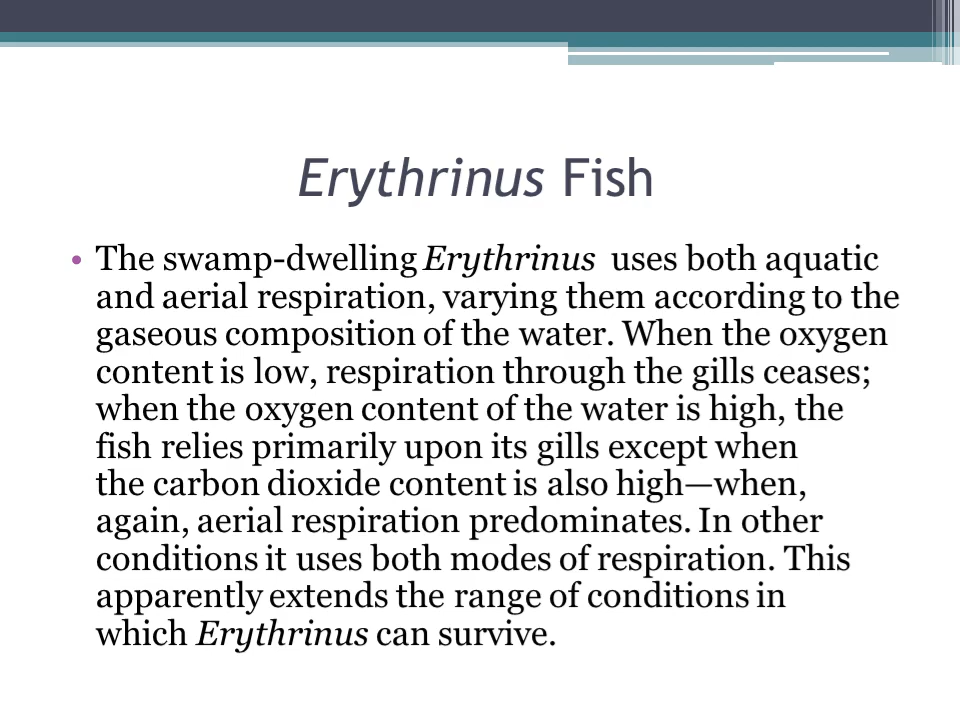 Erythrinus Fish
• The swamp-dwelling Erythrinus uses both aquatic
and aerial respiration, varying them according to the
gaseous composition of the water. When the oxygen
content is low, respiration through the gills ceases;
when the oxygen content of the water is high, the
fish relies primarily upon its gills except when
the carbon dioxide content is also high—when,
again, aerial respiration predominates. In other
conditions it uses both modes of respiration. This
apparently extends the range of conditions in
which Erythrinus can survive.